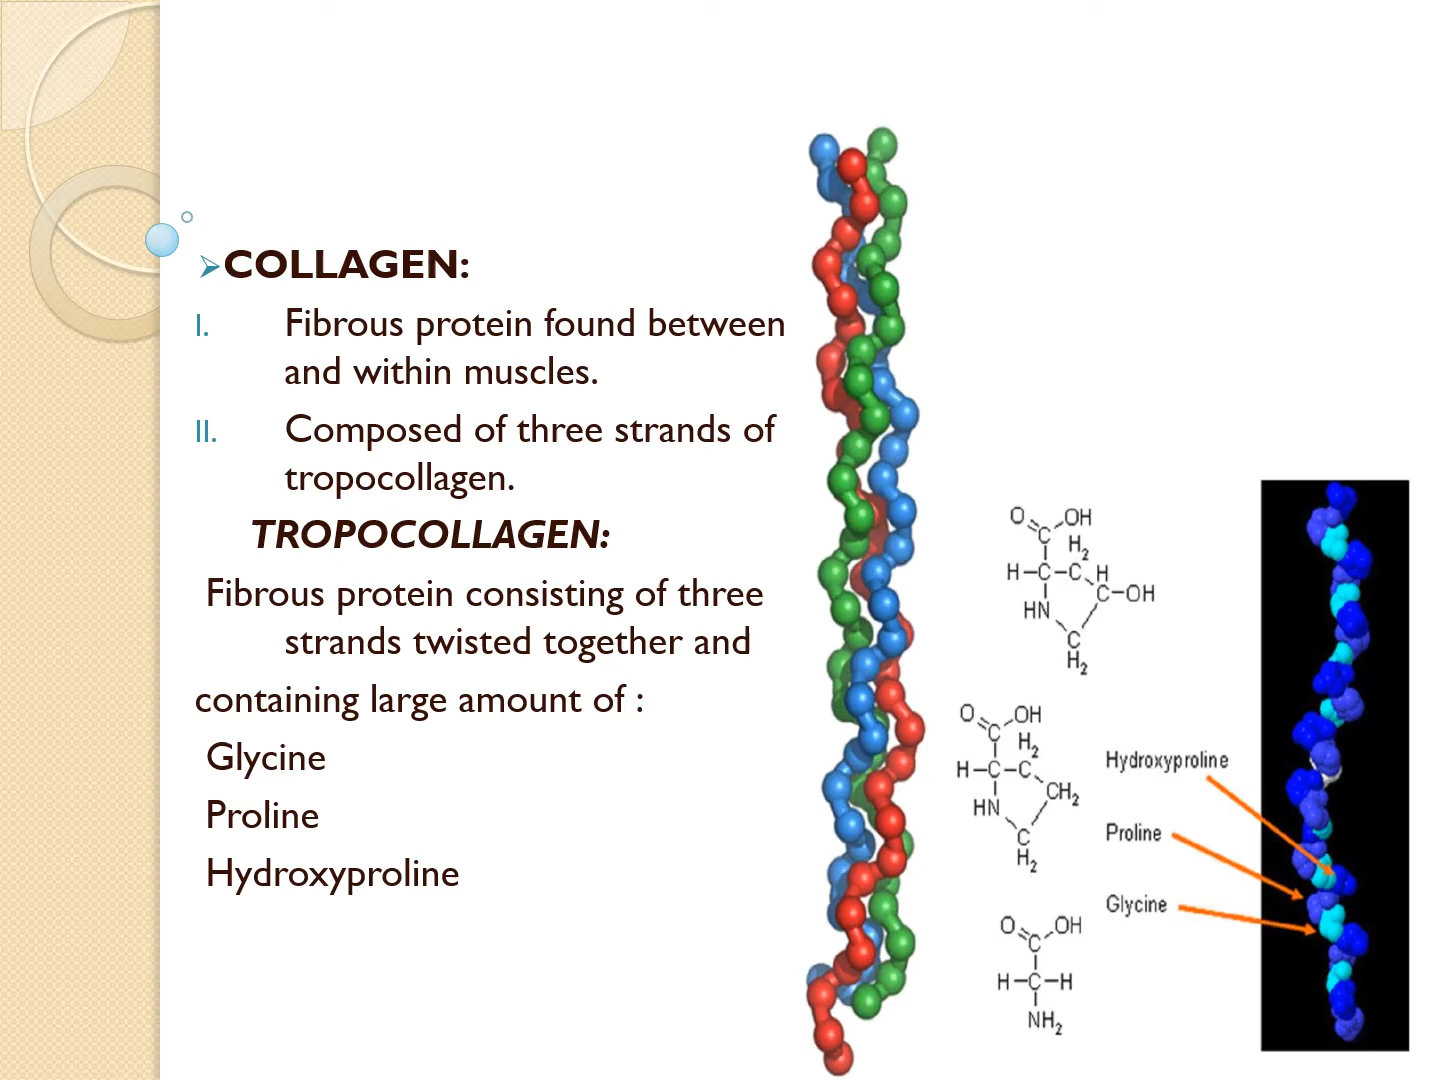 COLLAGEN:
I. Fibrous protein found between
and within muscles.
II. Composed of three strands of
tropocollagen.
TROPOCOLLAGEN:
Fibrous protein consisting of three
strands twisted together and
containing large amount of :
Glycine
Proline
Hydroxyproline
O OH
C H2
H-C-C H
HN C-OH
C
H2
O OH
C H2
H-C-C
HN CH2
C
H2
Hydroxyproline
Proline
Glycine
O OH
C
H-C-H
NH2